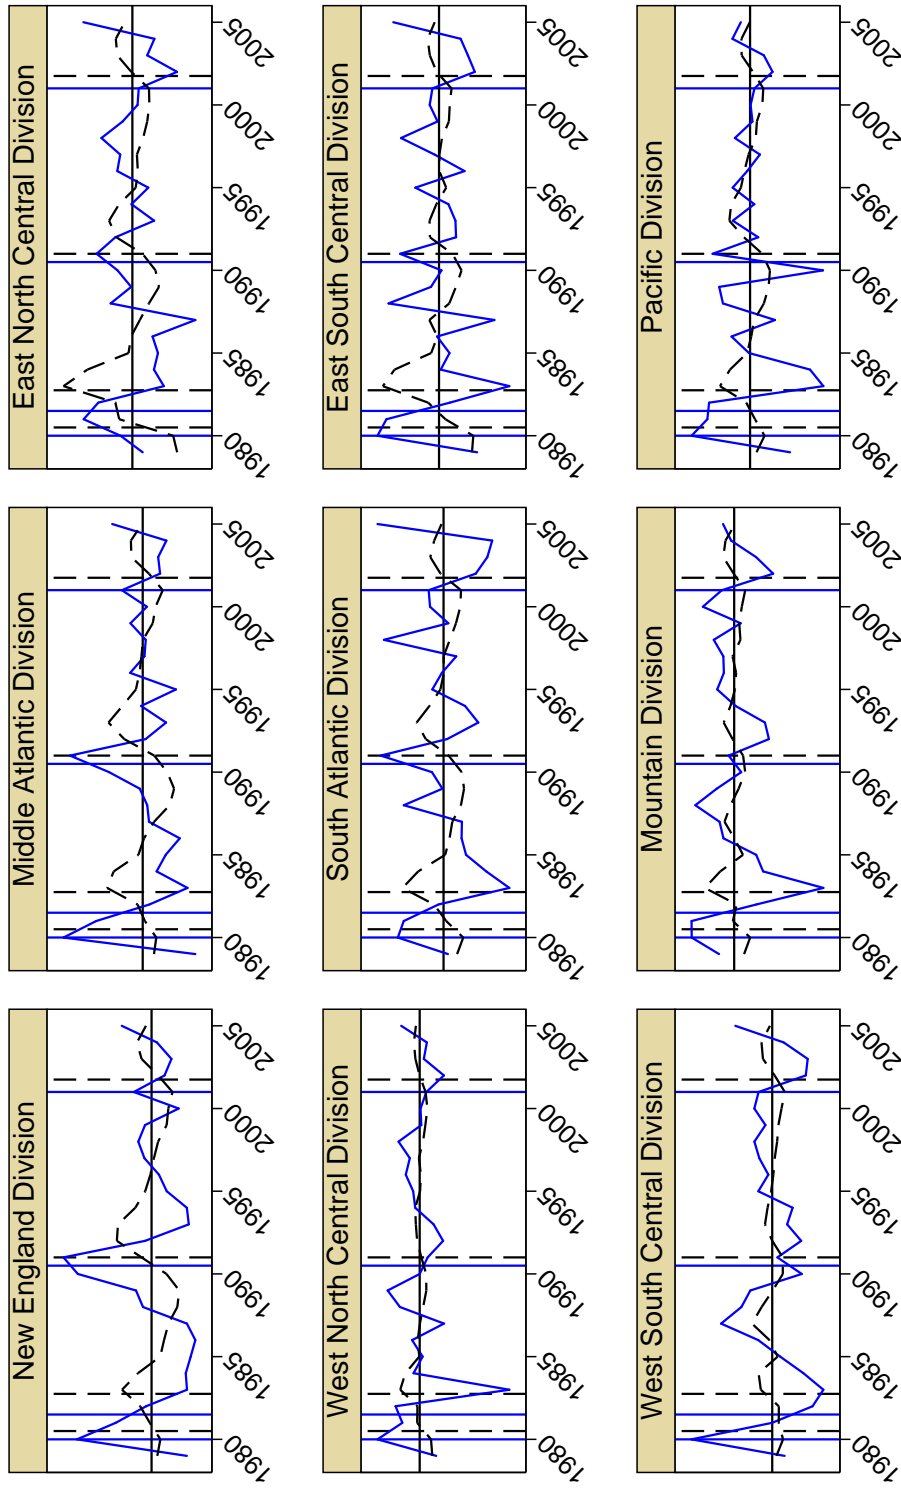 New England Division
Middle Atlantic Division
East North Central Division
1980 1985 1990 1995 2000 2005
1980 1985 1990 1995 2000 2005
1980 1985 1990 1995 2000 2005
West North Central Division
South Atlantic Division
East South Central Division
1980 1985 1990 1995 2000 2005
1980 1985 1990 1995 2000 2005
1980 1985 1990 1995 2000 2005
West South Central Division
Mountain Division
Pacific Division
1980 1985 1990 1995 2000 2005
1980 1985 1990 1995 2000 2005
1980 1985 1990 1995 2000 2005